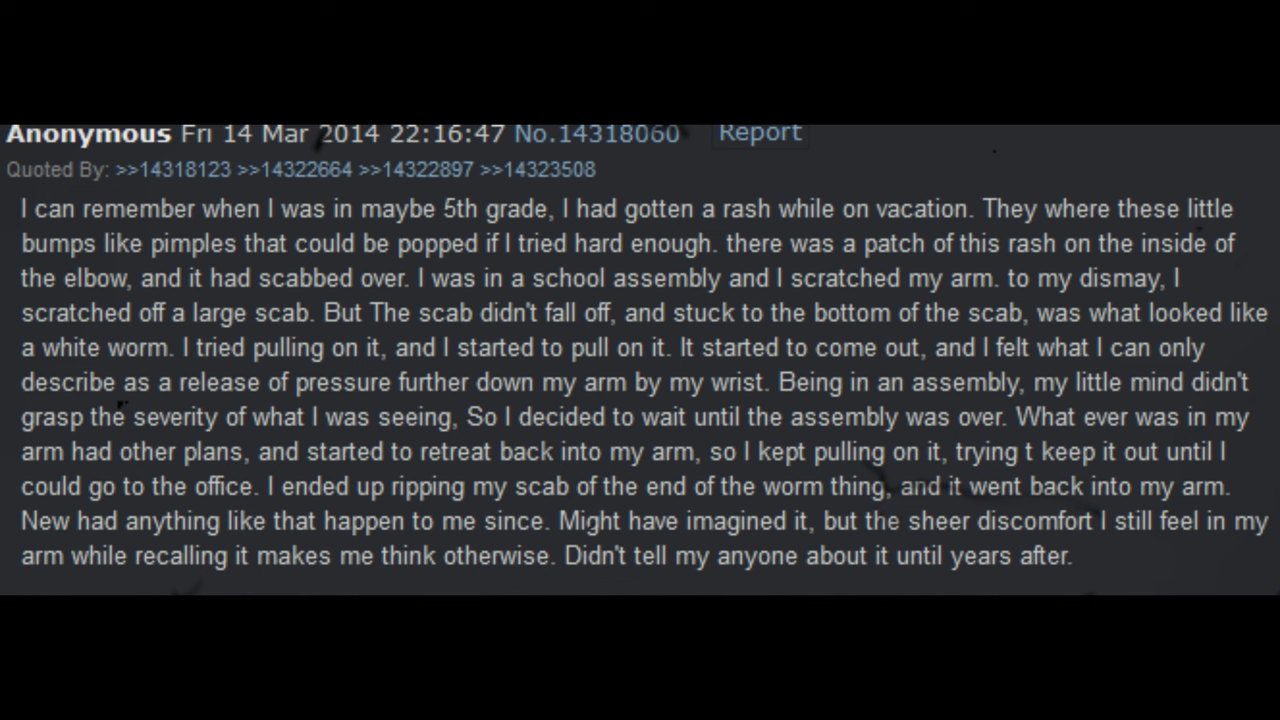 Anonymous Fri 14 Mar 2014 22:16:47 No.14318060 Report
Quoted By: >>14318123 >>14322664 >>14322897 >>14323508
I can remember when I was in maybe 5th grade, I had gotten a rash while on vacation. They where these little
bumps like pimples that could be popped if I tried hard enough. there was a patch of this rash on the inside of
the elbow, and it had scabbed over. I was in a school assembly and I scratched my arm. to my dismay, I
scratched off a large scab. But The scab didn't fall off, and stuck to the bottom of the scab, was what looked like
a white worm. I tried pulling on it, and I started to pull on it. It started to come out, and I felt what I can only
describe as a release of pressure further down my arm by my wrist. Being in an assembly, my little mind didn't
grasp the severity of what I was seeing, So I decided to wait until the assembly was over. What ever was in my
arm had other plans, and started to retreat back into my arm, so I kept pulling on it, trying t keep it out until I
could go to the office. I ended up ripping my scab of the end of the worm thing, and it went back into my arm.
New had anything like that happen to me since. Might have imagined it, but the sheer discomfort I still feel in my
arm while recalling it makes me think otherwise. Didn't tell my anyone about it until years after.